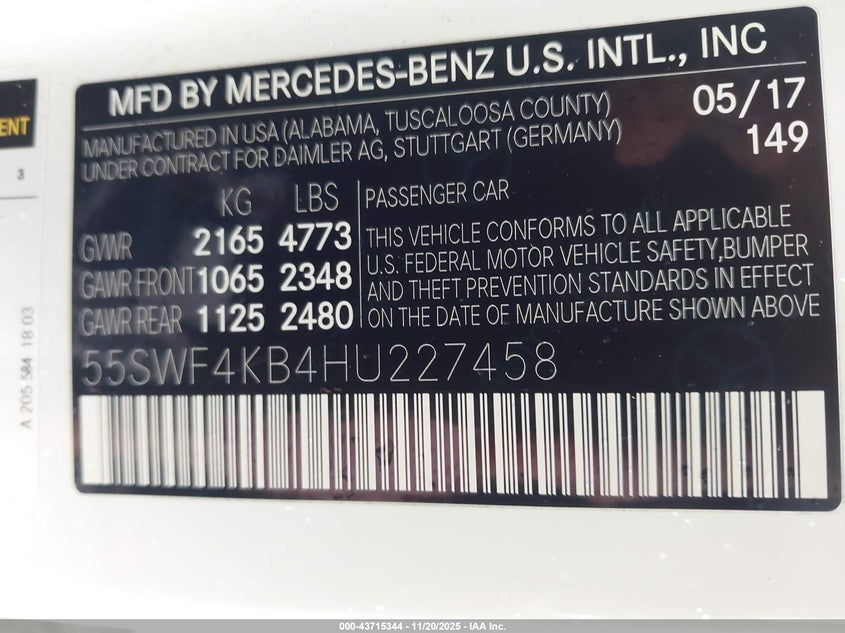 ENT
3
A 205 584 18 03
MFD BY MERCEDES-BENZ U.S. INTL., INC
MANUFACTURED IN USA (ALABAMA, TUSCALOOSA COUNTY)
UNDER CONTRACT FOR DAIMLER AG, STUTTGART (GERMANY)
05/17
149
KG LBS
GVWR 2165 4773
GAWR FRONT 1065 2348
GAWR REAR 1125 2480
PASSENGER CAR
THIS VEHICLE CONFORMS TO ALL APPLICABLE
U.S. FEDERAL MOTOR VEHICLE SAFETY, BUMPER
AND THEFT PREVENTION STANDARDS IN EFFECT
ON THE DATE OF MANUFACTURE SHOWN ABOVE
55SWF4KB4HU227458
000-43715344 - 11/20/2025 - IAA Inc.